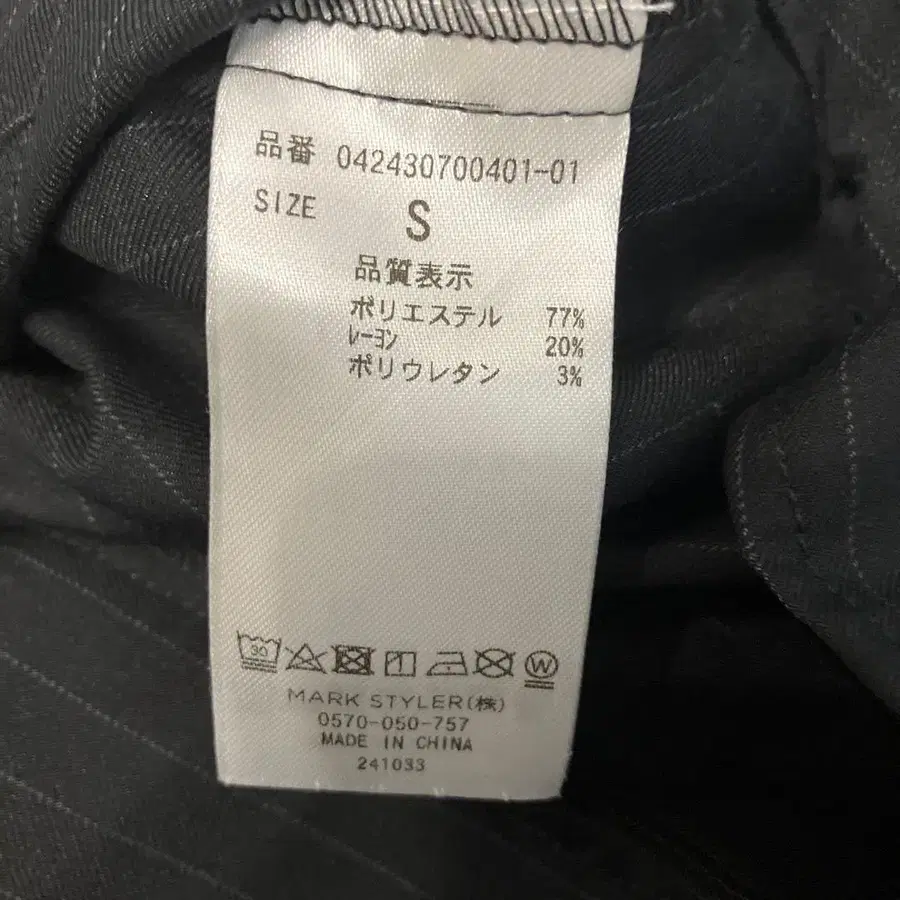 品番 042430700401-01
SIZE S
品質表示
ポリエステル 77%
ﾚｰﾖﾝ 20%
ポリウレタン 3%
30
W
MARK STYLER(株)
0570-050-757
MADE IN CHINA
241033